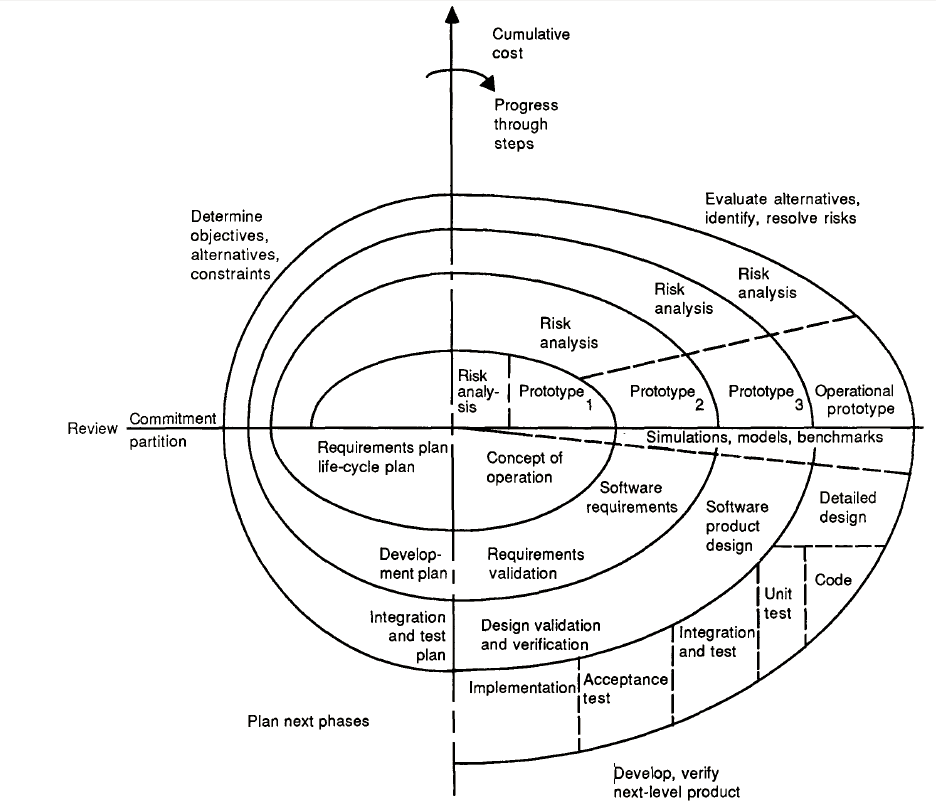 Cumulative
cost
Progress
through
steps
Evaluate alternatives,
identify, resolve risks
Determine
objectives,
alternatives,
constraints
Risk
analysis
Risk
analysis
Risk
analysis
Risk
analy-
sis
Prototype 1
Prototype 2
Prototype 3
Operational
prototype
Review
Commitment
partition
Simulations, models, benchmarks
Requirements plan
life-cycle plan
Concept of
operation
Software
requirements
Software
product
design
Detailed
design
Develop-
ment plan
Requirements
validation
Code
Unit
test
Integration
and test
plan
Design validation
and verification
Integration
and test
Implementation
Acceptance
test
Plan next phases
Develop, verify
next-level product